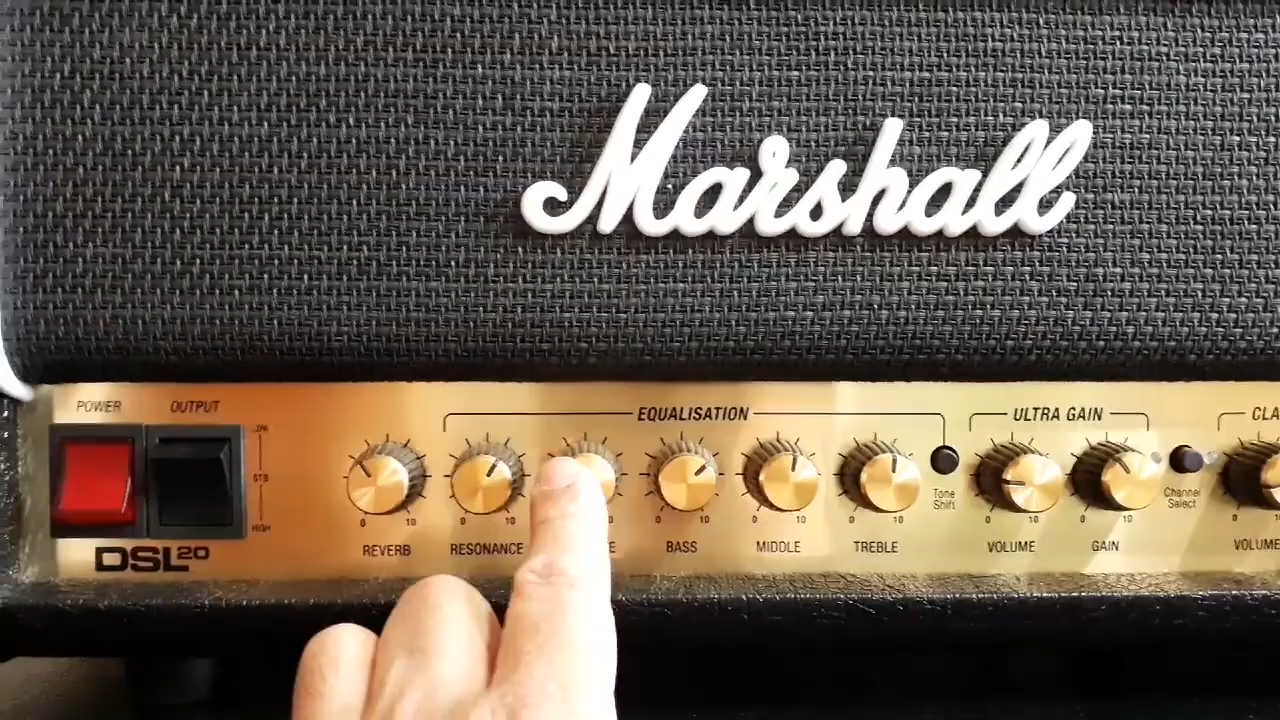 Marshall
POWER OUTPUT
EQUALISATION
ULTRA GAIN
CLA
LOW
STB
HIGH
0 10 0 10 0 10 0 10 0 10 0 10 0 10 0 10 0
Tone
Shift
Channel
Select
REVERB RESONANCE E BASS MIDDLE TREBLE VOLUME GAIN VOLUME
DSL20